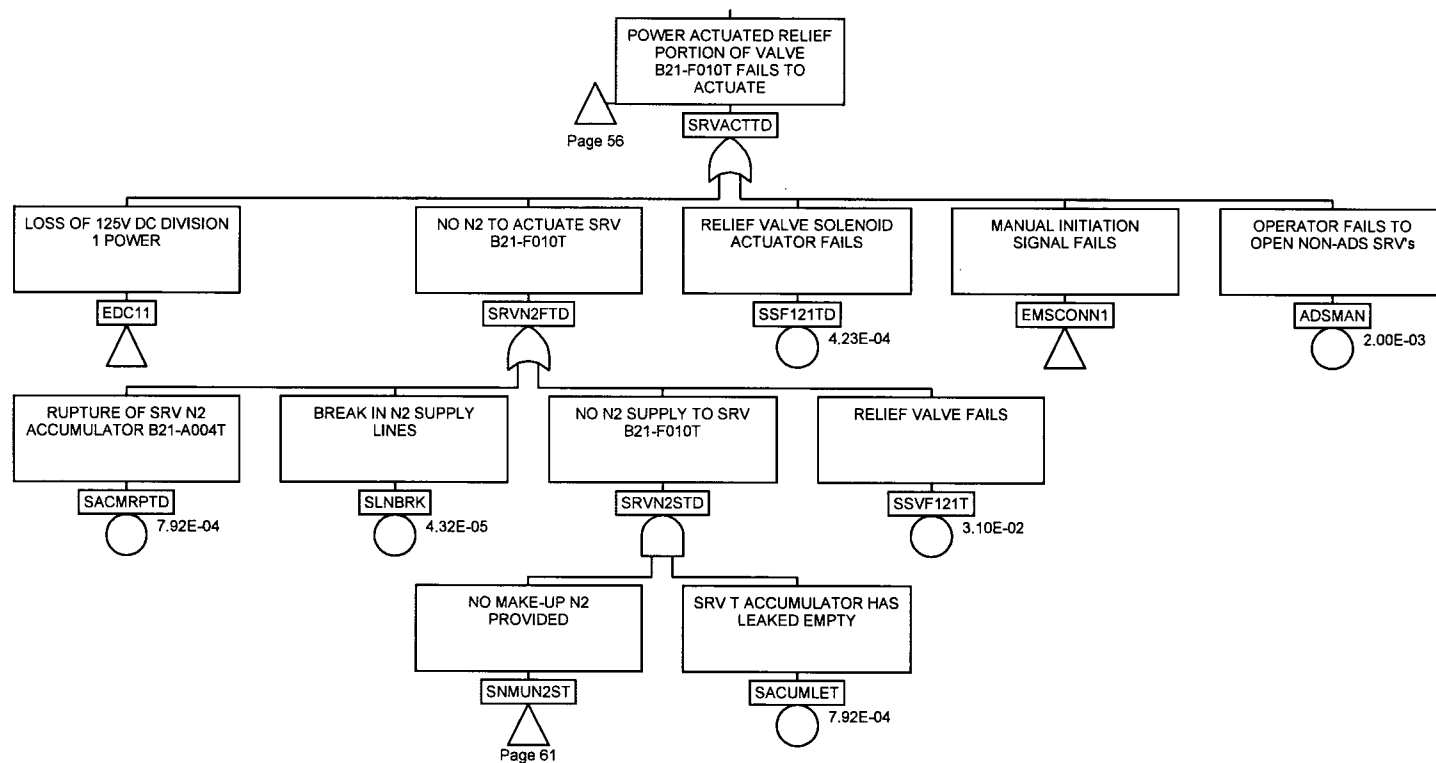 POWER ACTUATED RELIEF
PORTION OF VALVE
B21-F010T FAILS TO
ACTUATE
Page 56
SRVACTTD
LOSS OF 125V DC DIVISION
1 POWER
EDC11
NO N2 TO ACTUATE SRV
B21-F010T
SRVN2FTD
RELIEF VALVE SOLENOID
ACTUATOR FAILS
SSF121TD
4.23E-04
MANUAL INITIATION
SIGNAL FAILS
EMSCONN1
OPERATOR FAILS TO
OPEN NON-ADS SRV's
ADSMAN
2.00E-03
RUPTURE OF SRV N2
ACCUMULATOR B21-A004T
SACMRPTD
7.92E-04
BREAK IN N2 SUPPLY
LINES
SLNBRK
4.32E-05
NO N2 SUPPLY TO SRV
B21-F010T
SRVN2STD
RELIEF VALVE FAILS
SSVF121T
3.10E-02
NO MAKE-UP N2
PROVIDED
SNMUN2ST
Page 61
SRV T ACCUMULATOR HAS
LEAKED EMPTY
SACUMLET
7.92E-04